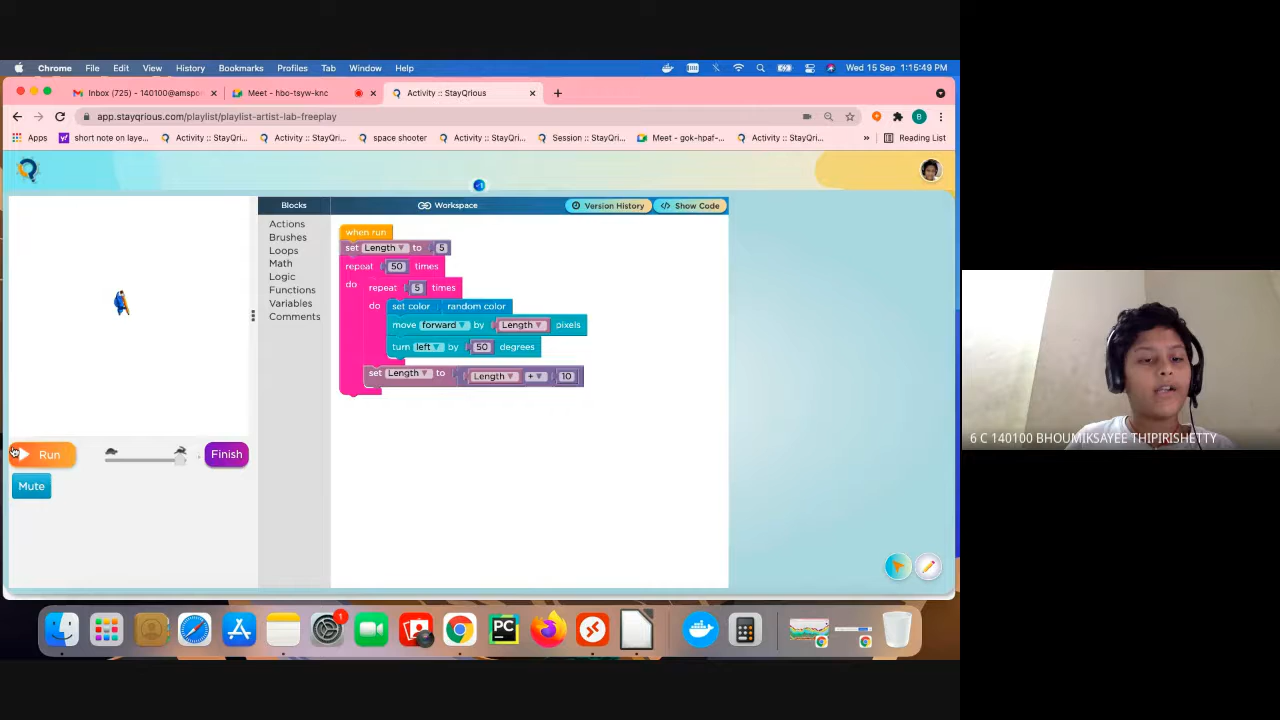 Chrome File Edit View History Bookmarks Profiles Tab Window Help Wed 15 Sep 1:15:49 PM
Inbox (725) - 140100@amspo
Meet - hbo-tsyw-knc
Activity :: StayQrious
app.stayqrious.com/playlist/playlist-artist-lab-freeplay
B
Apps
short note on laye...
Activity :: StayQri...
Activity :: StayQri...
space shooter
Activity :: StayQri...
Session :: StayQri...
Meet - gok-hpaf-...
Activity :: StayQri...
»
Reading List
Blocks
Workspace
Version History
Show Code
Actions
Brushes
Loops
Math
Logic
Functions
Variables
Comments
when run
set Length to 5
repeat 50 times
do repeat 5 times
do set color random color
move forward by Length pixels
turn left by 50 degrees
set Length to Length + 10
Run
Finish
Mute
6 C 140100 BHOUMIKSAYEE THIPIRISHETTY
1
PC